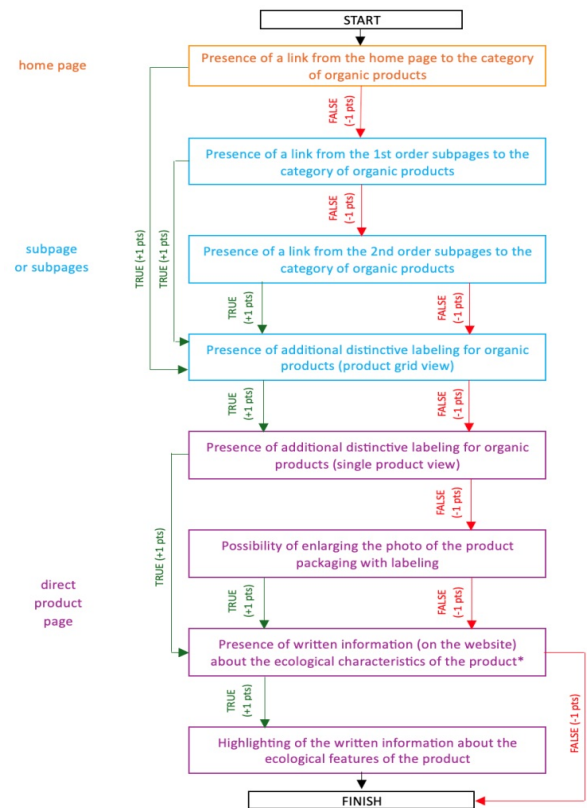 START
home page
Presence of a link from the home page to the category
of organic products
FALSE
(-1 pts)
Presence of a link from the 1st order subpages to the
category of organic products
FALSE
(-1 pts)
subpage
or subpages
TRUE (+1 pts)
TRUE (+1 pts)
Presence of a link from the 2nd order subpages to the
category of organic products
TRUE
(+1 pts)
FALSE
(-1 pts)
Presence of additional distinctive labeling for organic
products (product grid view)
TRUE
(+1 pts)
FALSE
(-1 pts)
Presence of additional distinctive labeling for organic
products (single product view)
FALSE
(-1 pts)
TRUE (+1 pts)
Possibility of enlarging the photo of the product
packaging with labeling
direct
product
page
TRUE
(+1 pts)
FALSE
(-1 pts)
Presence of written information (on the website)
about the ecological characteristics of the product*
TRUE
(+1 pts)
FALSE (-1 pts)
Highlighting of the written information about the
ecological features of the product
FINISH